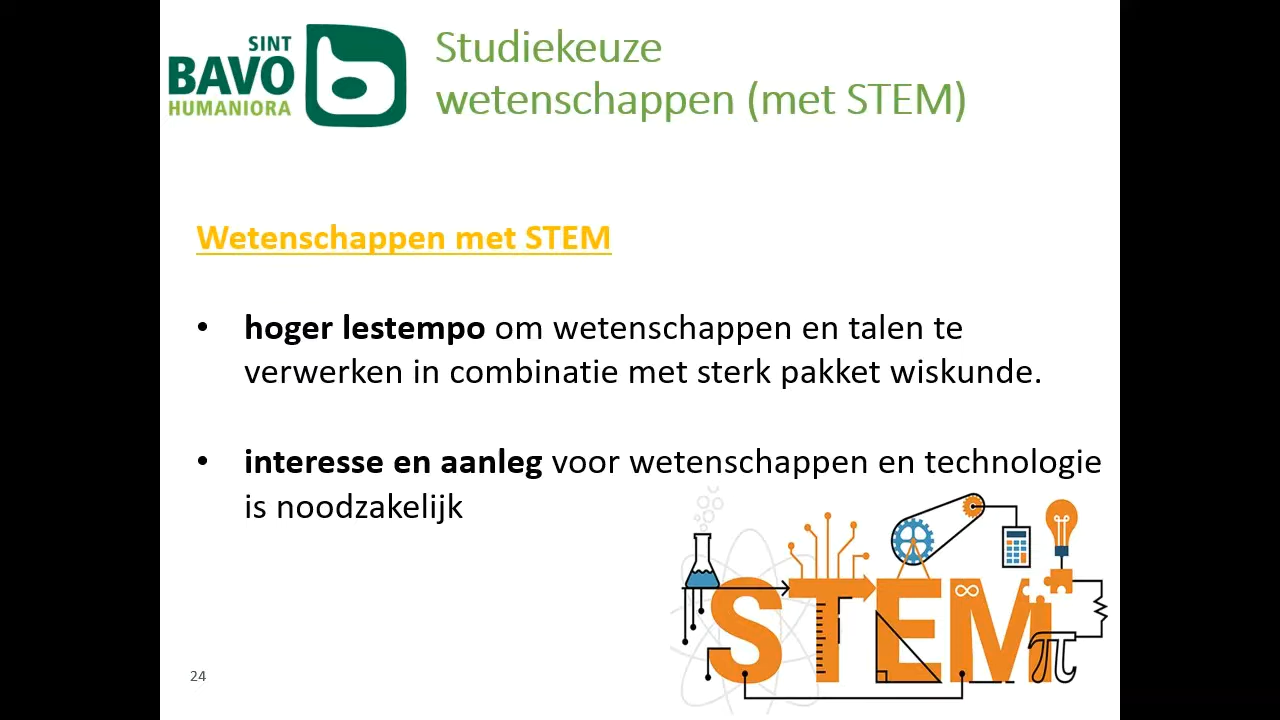 SINT
BAVO
HUMANIORA
Studiekeuze
wetenschappen (met STEM)
Wetenschappen met STEM
• hoger lestempo om wetenschappen en talen te
verwerken in combinatie met sterk pakket wiskunde.
• interesse en aanleg voor wetenschappen en technologie
is noodzakelijk
STEM
∞
π
24